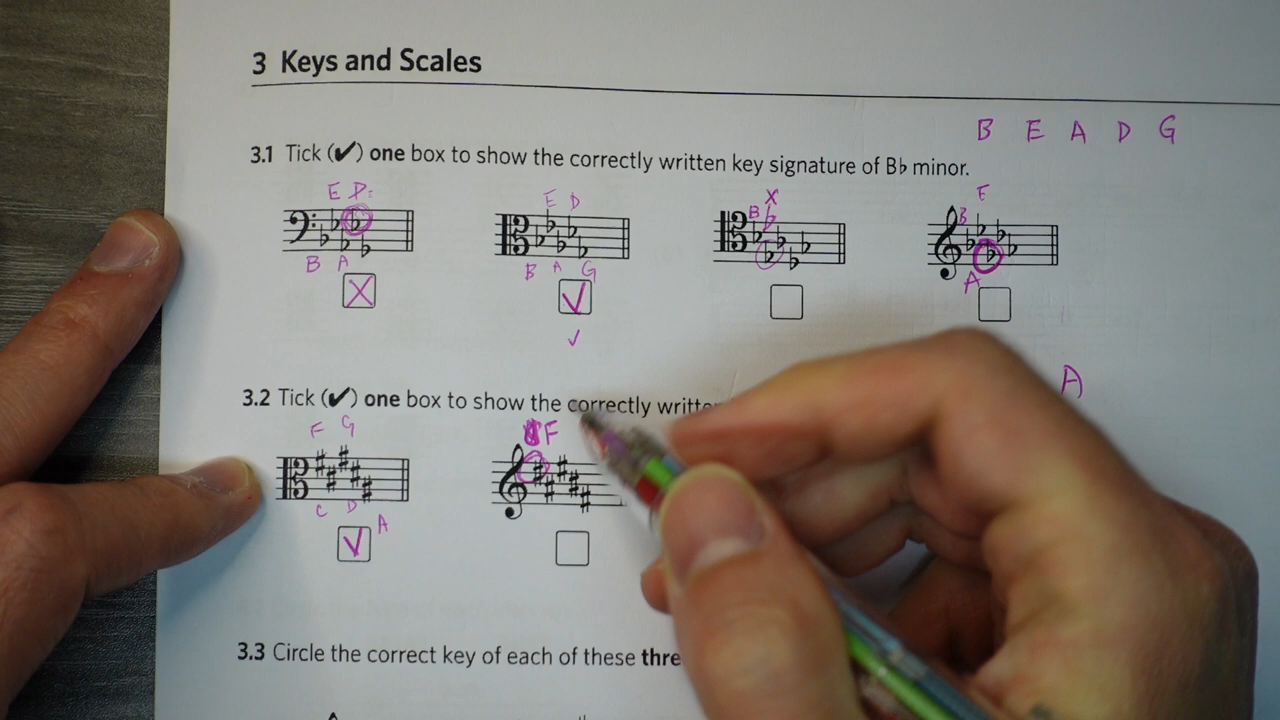 3 Keys and Scales
B E A D G
3.1 Tick (✔) one box to show the correctly written key signature of B♭ minor.
E D
E D
X
B
E
B
B A
B A G
A
X
✓
✓
A
3.2 Tick (✔) one box to show the correctly writte
F G
F
C D A
✓
3.3 Circle the correct key of each of these thre